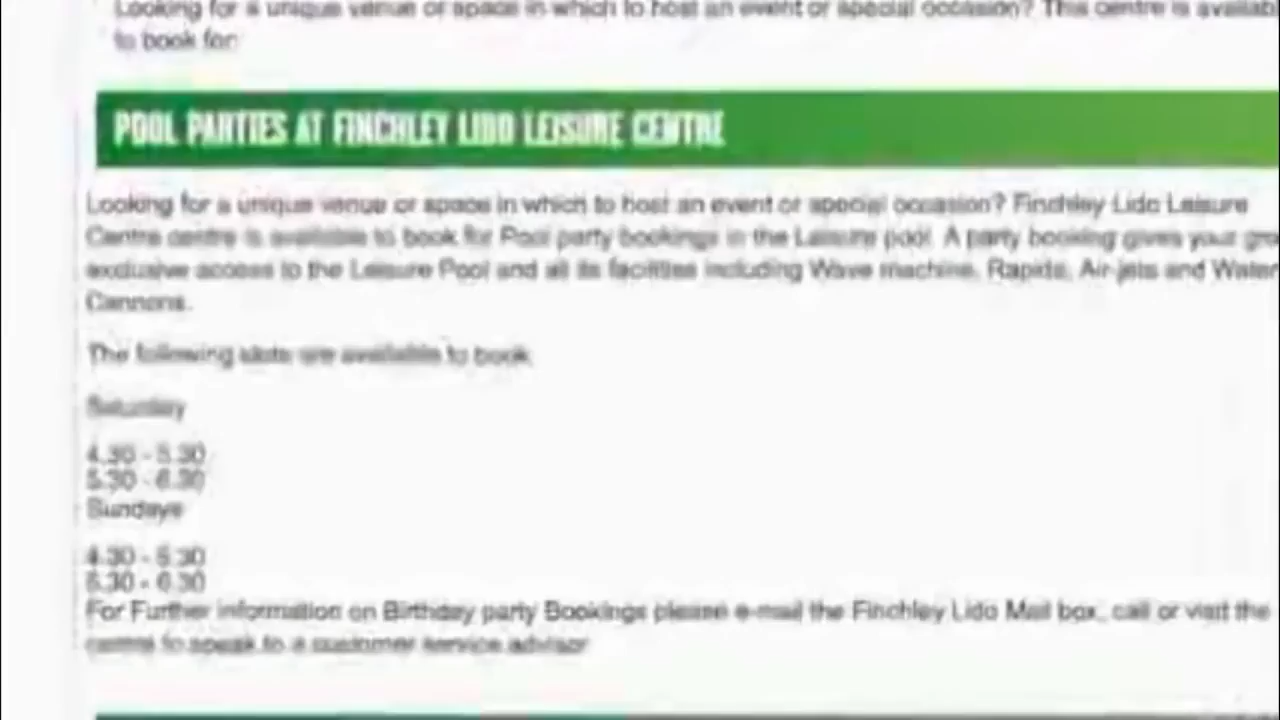 Looking for a unique venue or space in which to host an event or special occasion? This centre is availab
to book for:
POOL PARTIES AT FINCHLEY LIDO LEISURE CENTRE
Looking for a unique venue or space in which to host an event or special occasion? Finchley Lido Leisure
Centre centre is available to book for Pool party bookings in the Leisure pool. A party booking gives your gro
exclusive access to the Leisure Pool and all its facilities including Wave machine, Rapids, Air-jets and Water
Cannons.
The following slots are available to book
Saturday
4.30 - 5.30
5.30 - 6.30
Sundays
4.30 - 5.30
5.30 - 6.30
For Further information on Birthday party Bookings please e-mail the Finchley Lido Mail box, call or visit the
centre to speak to a customer service advisor